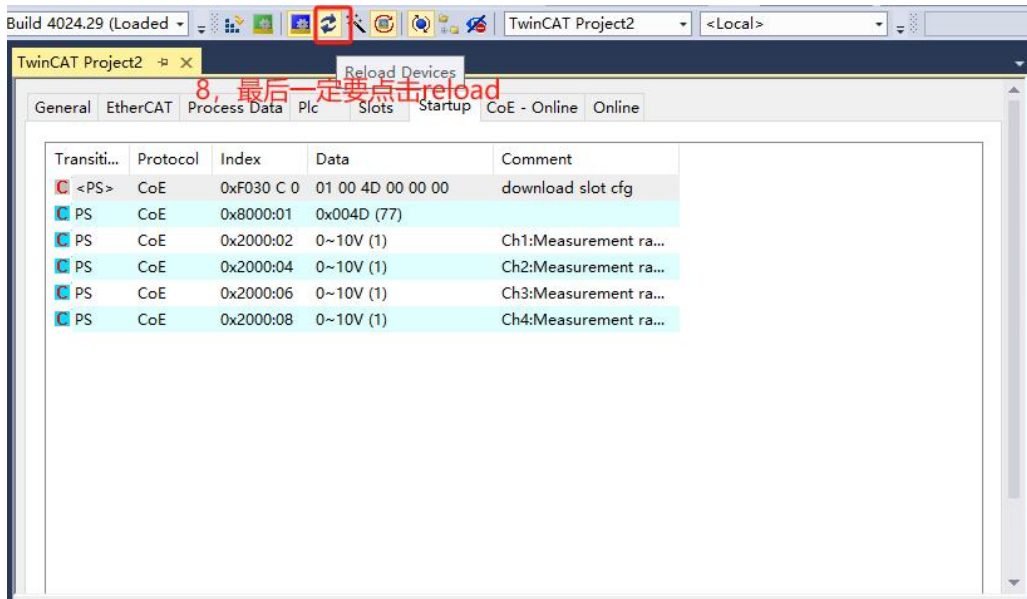 Build 4024.29 (Loaded TwinCAT Project2 <Local>
TwinCAT Project2
Reload Devices
8，最后一定要点击reload
General EtherCAT Process Data Plc Slots Startup CoE - Online Online
Transiti... Protocol Index Data Comment
C <PS> CoE 0xF030 C 0 01 00 4D 00 00 00 download slot cfg
C PS CoE 0x8000:01 0x004D (77)
C PS CoE 0x2000:02 0~10V (1) Ch1:Measurement ra...
C PS CoE 0x2000:04 0~10V (1) Ch2:Measurement ra...
C PS CoE 0x2000:06 0~10V (1) Ch3:Measurement ra...
C PS CoE 0x2000:08 0~10V (1) Ch4:Measurement ra...